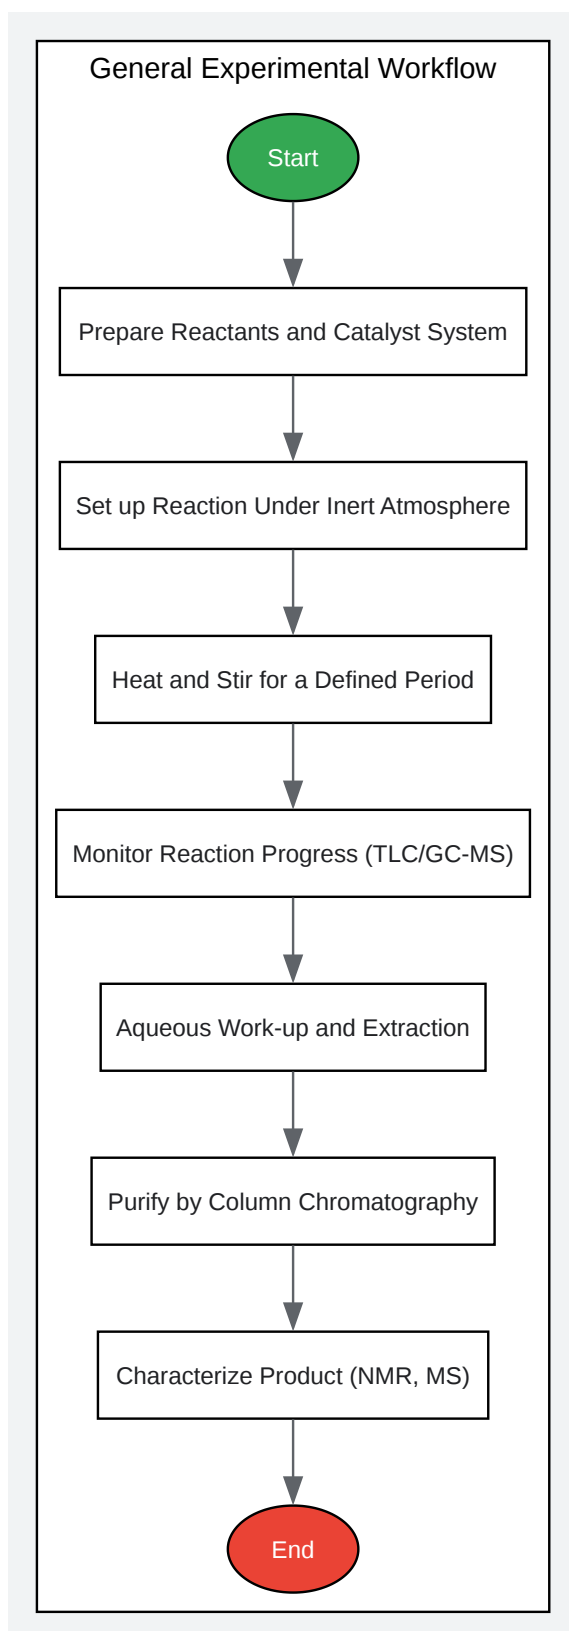 General Experimental Workflow
Start
Prepare Reactants and Catalyst System
Set up Reaction Under Inert Atmosphere
Heat and Stir for a Defined Period
Monitor Reaction Progress (TLC/GC-MS)
Aqueous Work-up and Extraction
Purify by Column Chromatography
Characterize Product (NMR, MS)
End